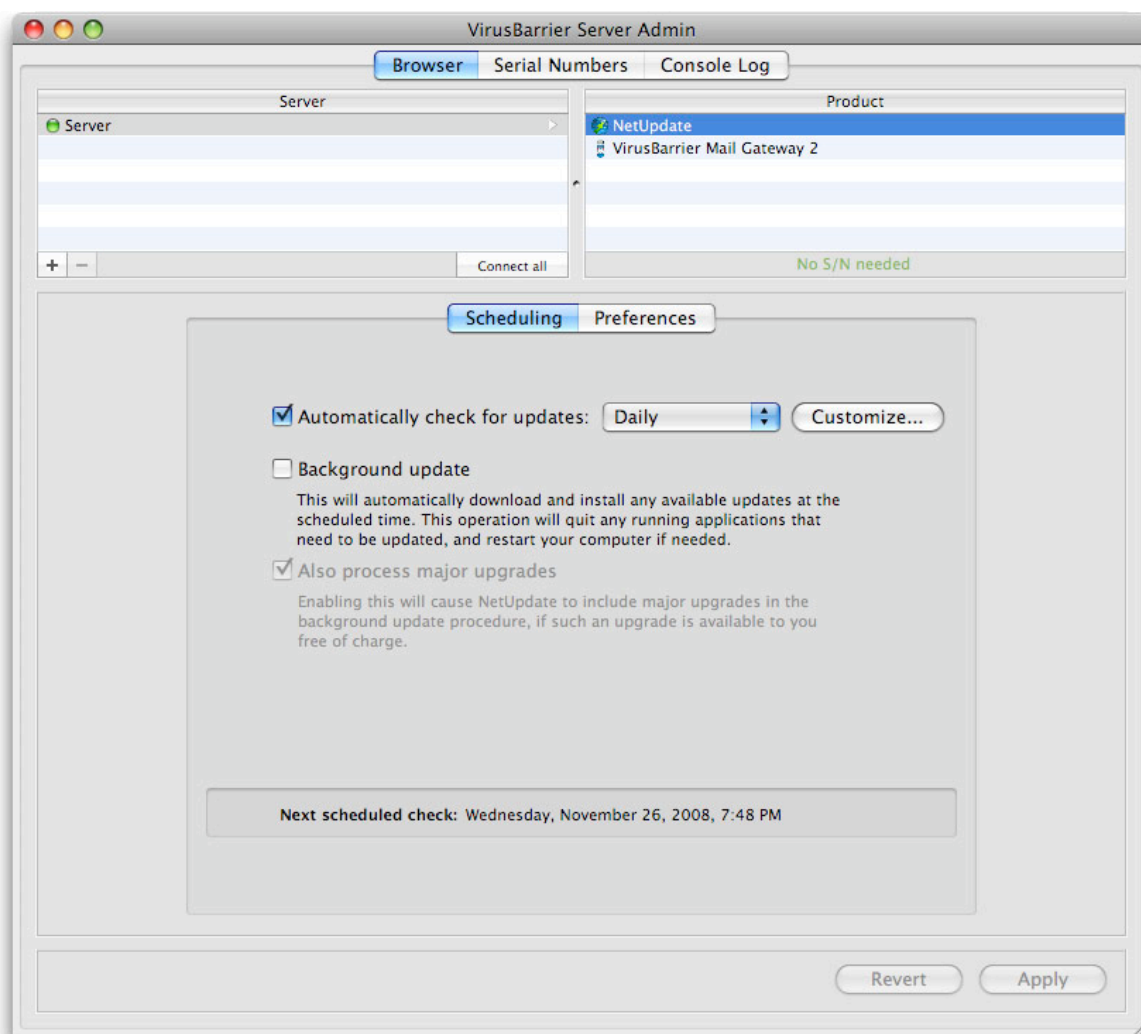 VirusBarrier Server Admin
Browser Serial Numbers Console Log
Server Product
Server NetUpdate
VirusBarrier Mail Gateway 2
+ − Connect all No S/N needed
Scheduling Preferences
Automatically check for updates: Daily Customize...
Background update
This will automatically download and install any available updates at the
scheduled time. This operation will quit any running applications that
need to be updated, and restart your computer if needed.
Also process major upgrades
Enabling this will cause NetUpdate to include major upgrades in the
background update procedure, if such an upgrade is available to you
free of charge.
Next scheduled check: Wednesday, November 26, 2008, 7:48 PM
Revert Apply